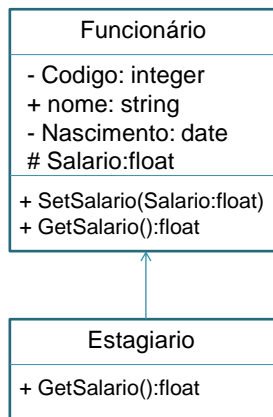 Funcionário
- Codigo: integer
+ nome: string
- Nascimento: date
# Salario:float
+ SetSalario(Salario:float)
+ GetSalario():float
Estagiario
+ GetSalario():float